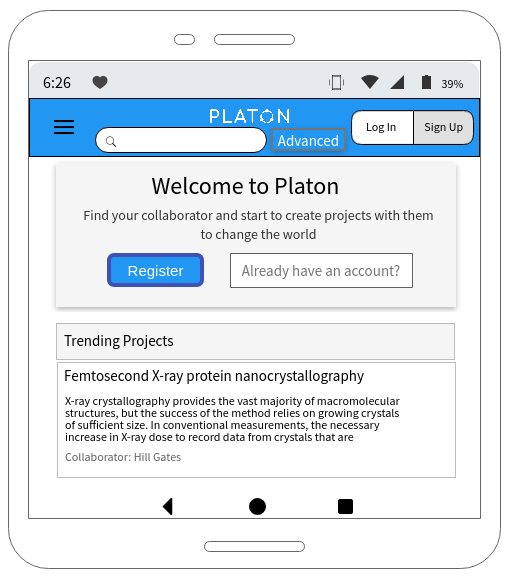 6:26
39%
PLATON
Advanced
Log In
Sign Up
Welcome to Platon
Find your collaborator and start to create projects with them
to change the world
Register
Already have an account?
Trending Projects
Femtosecond X-ray protein nanocrystallography
X-ray crystallography provides the vast majority of macromolecular
structures, but the success of the method relies on growing crystals
of sufficient size. In conventional measurements, the necessary
increase in X-ray dose to record data from crystals that are
Collaborator: Hill Gates